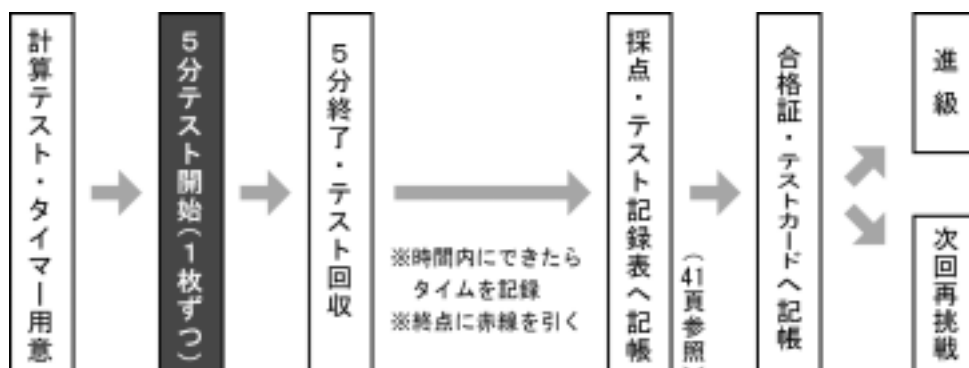 計算テスト・タイマー用意
5分テスト開始(1枚ずつ)
5分終了・テスト回収
※時間内にできたら
タイムを記録
※終点に赤線を引く
採点・テスト記録表へ記帳
(41頁参照
合格証・テストカードへ記帳
進級
次回再挑戦